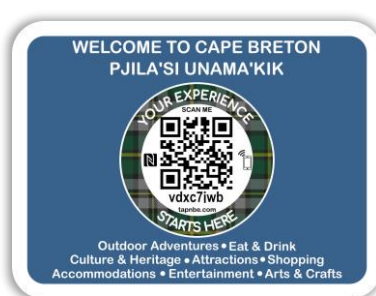 WELCOME TO CAPE BRETON
PJILA'SI UNAMA'KIK
YOUR EXPERIENCE
SCAN ME
vdxc7jwb
tapnbe.com
STARTS HERE
Outdoor Adventures • Eat & Drink
Culture & Heritage • Attractions • Shopping
Accommodations • Entertainment • Arts & Crafts